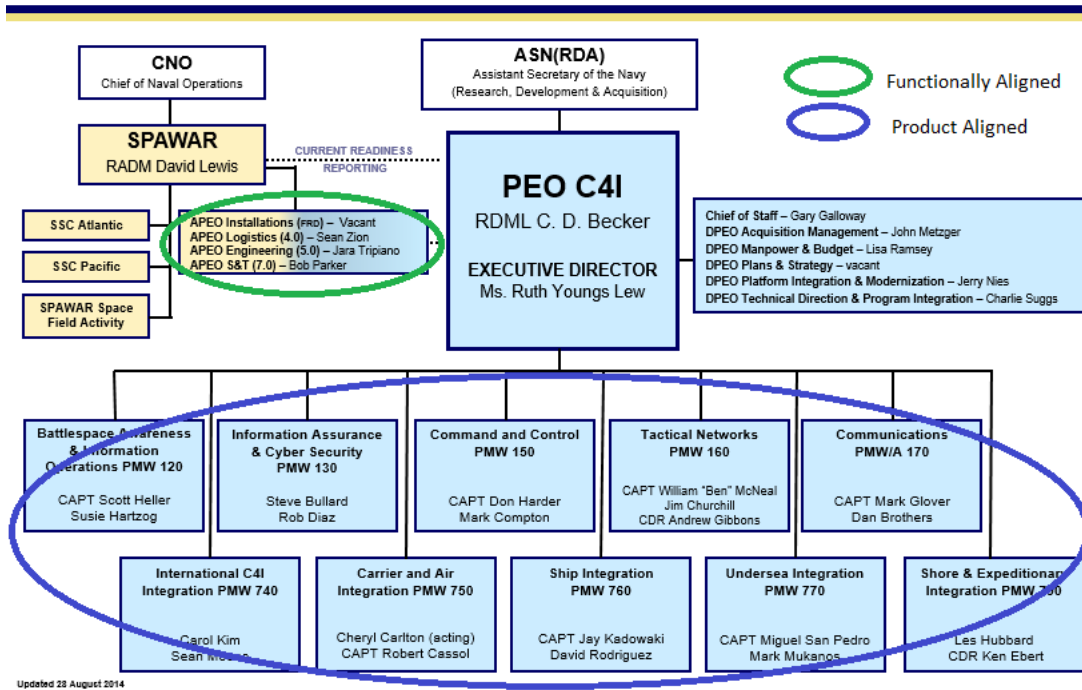 CNO
Chief of Naval Operations
ASN(RDA)
Assistant Secretary of the Navy
(Research, Development & Acquisition)
Functionally Aligned
Product Aligned
SPAWAR
RADM David Lewis
CURRENT READINESS
REPORTING
PEO C4I
RDML C. D. Becker
EXECUTIVE DIRECTOR
Ms. Ruth Youngs Lew
SSC Atlantic
SSC Pacific
SPAWAR Space
Field Activity
APEO Installations (FRD) – Vacant
APEO Logistics (4.0) – Sean Zion
APEO Engineering (5.0) – Jara Tripiano
APEO S&T (7.0) – Bob Parker
Chief of Staff – Gary Galloway
DPEO Acquisition Management – John Metzger
DPEO Manpower & Budget – Lisa Ramsey
DPEO Plans & Strategy – vacant
DPEO Platform Integration & Modernization – Jerry Nies
DPEO Technical Direction & Program Integration – Charlie Suggs
Battlespace Awareness
& Information
Operations PMW 120
CAPT Scott Heller
Susie Hartzog
Information Assurance
& Cyber Security
PMW 130
Steve Bullard
Rob Diaz
Command and Control
PMW 150
CAPT Don Harder
Mark Compton
Tactical Networks
PMW 160
CAPT William "Ben" McNeal
Jim Churchill
CDR Andrew Gibbons
Communications
PMW/A 170
CAPT Mark Glover
Dan Brothers
International C4I
Integration PMW 740
Carol Kim
Sean
Carrier and Air
Integration PMW 750
Cheryl Carlton (acting)
CAPT Robert Cassol
Ship Integration
PMW 760
CAPT Jay Kadowaki
David Rodriguez
Undersea Integration
PMW 770
CAPT Miguel San Pedro
Mark Mukanos
Shore & Expeditionary
Integration PMW 790
Les Hubbard
CDR Ken Ebert
Updated 28 August 2014